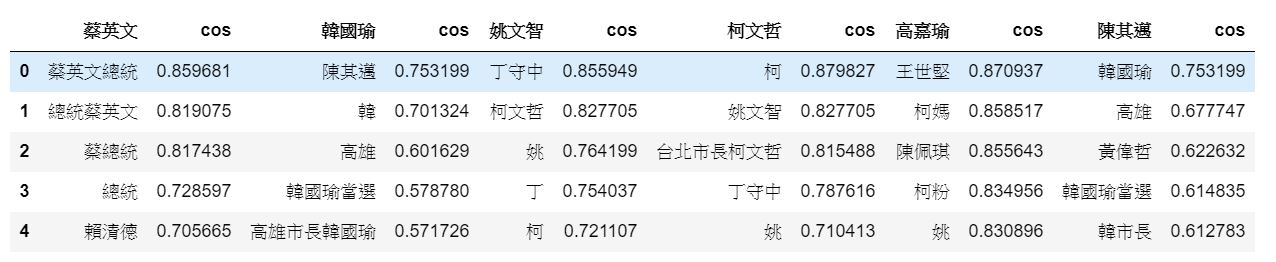 蔡英文 cos 韓國瑜 cos 姚文智 cos 柯文哲 cos 高嘉瑜 cos 陳其邁 cos
0 蔡英文總統 0.859681 陳其邁 0.753199 丁守中 0.855949 柯 0.879827 王世堅 0.870937 韓國瑜 0.753199
1 總統蔡英文 0.819075 韓 0.701324 柯文哲 0.827705 姚文智 0.827705 柯媽 0.858517 高雄 0.677747
2 蔡總統 0.817438 高雄 0.601629 姚 0.764199 台北市長柯文哲 0.815488 陳佩琪 0.855643 黃偉哲 0.622632
3 總統 0.728597 韓國瑜當選 0.578780 丁 0.754037 丁守中 0.787616 柯粉 0.834956 韓國瑜當選 0.614835
4 賴清德 0.705665 高雄市長韓國瑜 0.571726 柯 0.721107 姚 0.710413 姚 0.830896 韓市長 0.612783